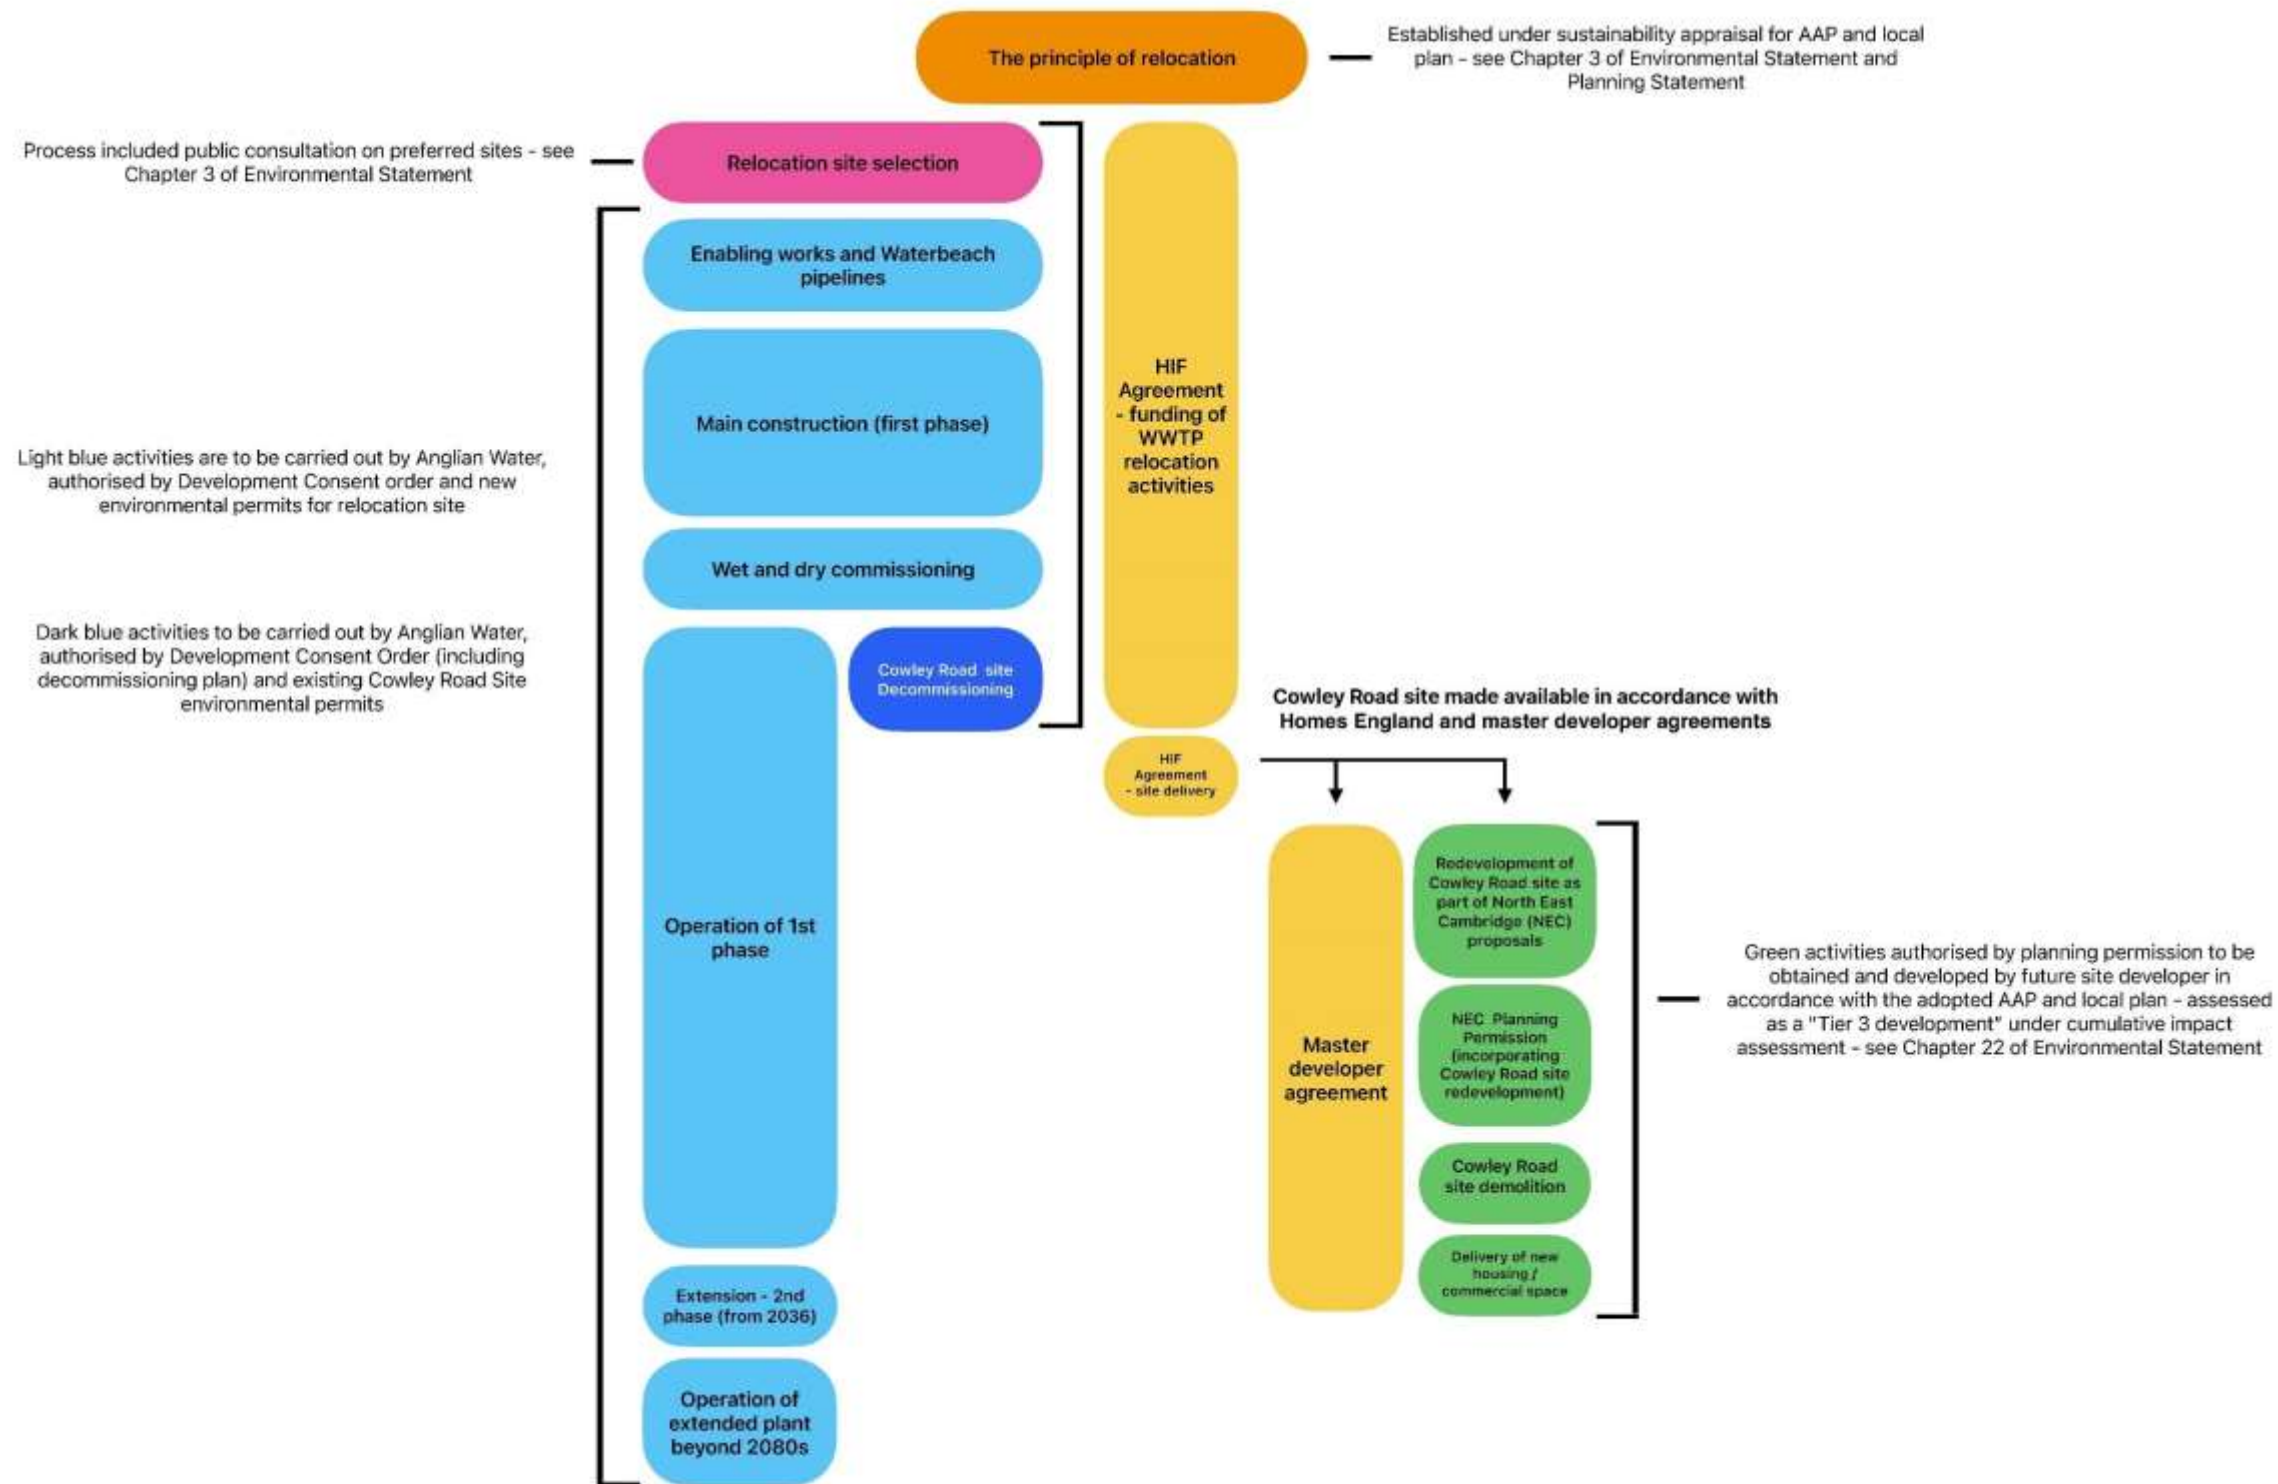 The principle of relocation
Established under sustainability appraisal for AAP and local
plan – see Chapter 3 of Environmental Statement and
Planning Statement
Process included public consultation on preferred sites – see
Chapter 3 of Environmental Statement
Relocation site selection
Enabling works and Waterbeach
pipelines
Main construction (first phase)
HIF
Agreement
- funding of
WWTP
relocation
activities
Light blue activities are to be carried out by Anglian Water,
authorised by Development Consent order and new
environmental permits for relocation site
Wet and dry commissioning
Dark blue activities to be carried out by Anglian Water,
authorised by Development Consent Order (including
decommissioning plan) and existing Cowley Road Site
environmental permits
Cowley Road site
Decommissioning
Cowley Road site made available in accordance with
Homes England and master developer agreements
HIF
Agreement
- site delivery
Operation of 1st
phase
Master
developer
agreement
Redevelopment of
Cowley Road site as
part of North East
Cambridge (NEC)
proposals
NEC Planning
Permission
(incorporating
Cowley Road site
redevelopment)
Cowley Road
site demolition
Delivery of new
housing /
commercial space
Green activities authorised by planning permission to be
obtained and developed by future site developer in
accordance with the adopted AAP and local plan – assessed
as a "Tier 3 development" under cumulative impact
assessment – see Chapter 22 of Environmental Statement
Extension - 2nd
phase (from 2036)
Operation of
extended plant
beyond 2080s